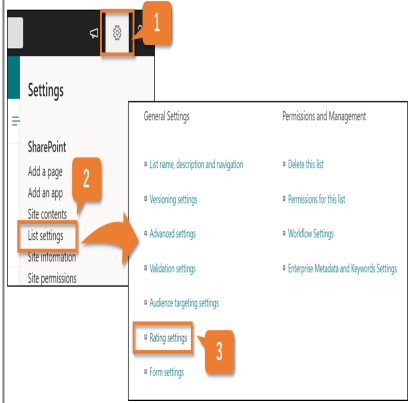 1
Settings
SharePoint
Add a page
Add an app
Site contents
List settings
Site information
Site permissions
2
General Settings
List name, description and navigation
Versioning settings
Advanced settings
Validation settings
Audience targeting settings
Rating settings
Form settings
3
Permissions and Management
Delete this list
Permissions for this list
Workflow Settings
Enterprise Metadata and Keywords Settings